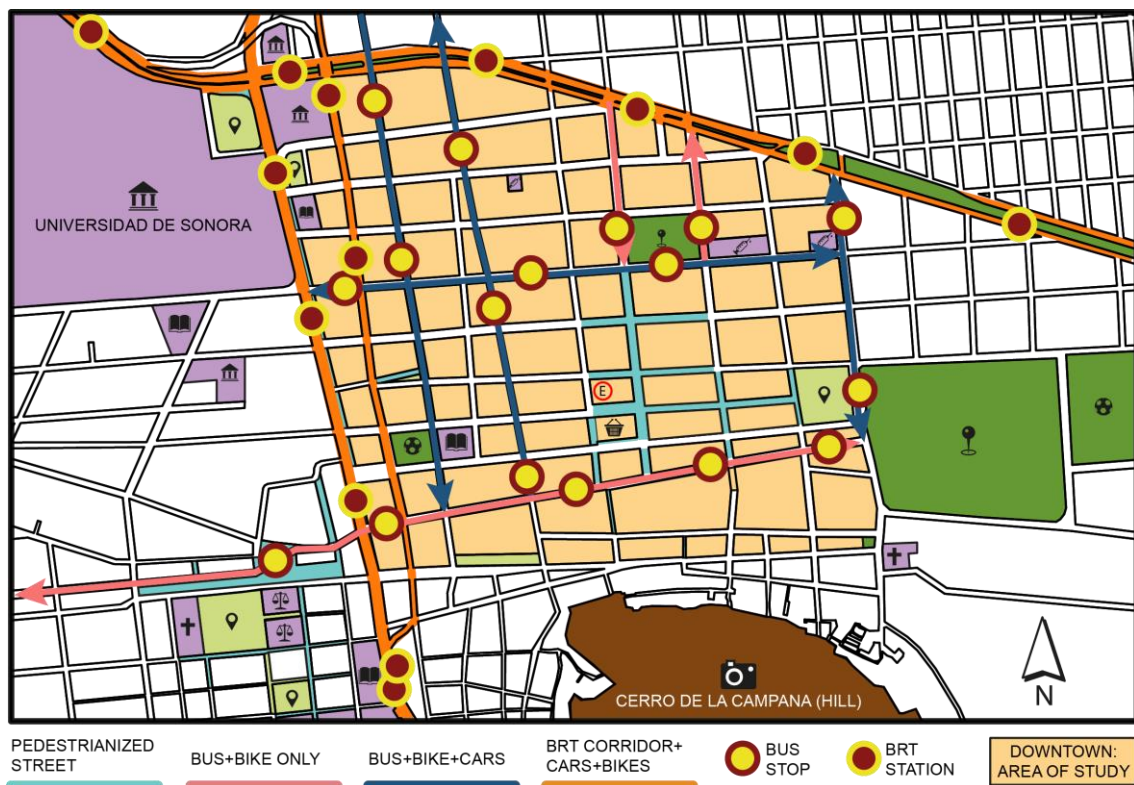 UNIVERSIDAD DE SONORA
E
CERRO DE LA CAMPANA (HILL)
N
PEDESTRIANIZED
STREET
BUS+BIKE ONLY
BUS+BIKE+CARS
BRT CORRIDOR+
CARS+BIKES
BUS
STOP
BRT
STATION
DOWNTOWN:
AREA OF STUDY